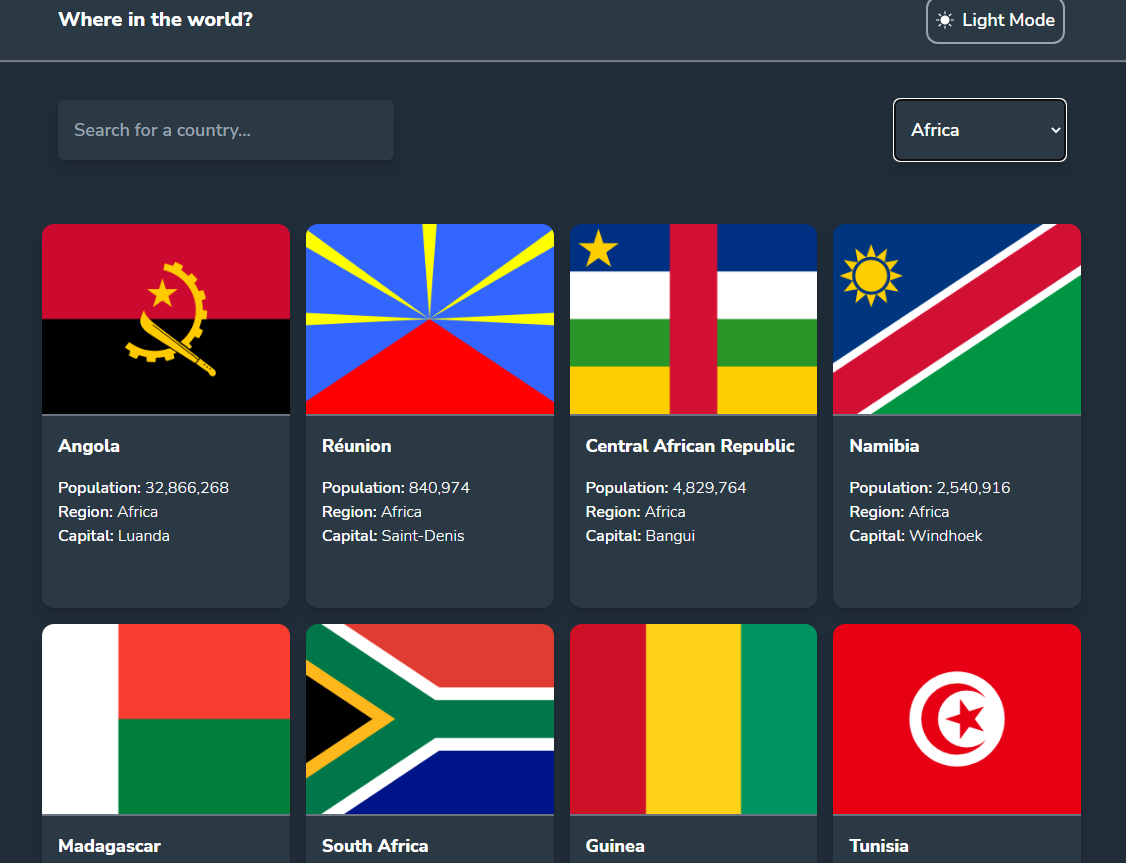 Where in the world?
Light Mode
Search for a country...
Africa
Angola
Population: 32,866,268
Region: Africa
Capital: Luanda
Réunion
Population: 840,974
Region: Africa
Capital: Saint-Denis
Central African Republic
Population: 4,829,764
Region: Africa
Capital: Bangui
Namibia
Population: 2,540,916
Region: Africa
Capital: Windhoek
Madagascar
South Africa
Guinea
Tunisia